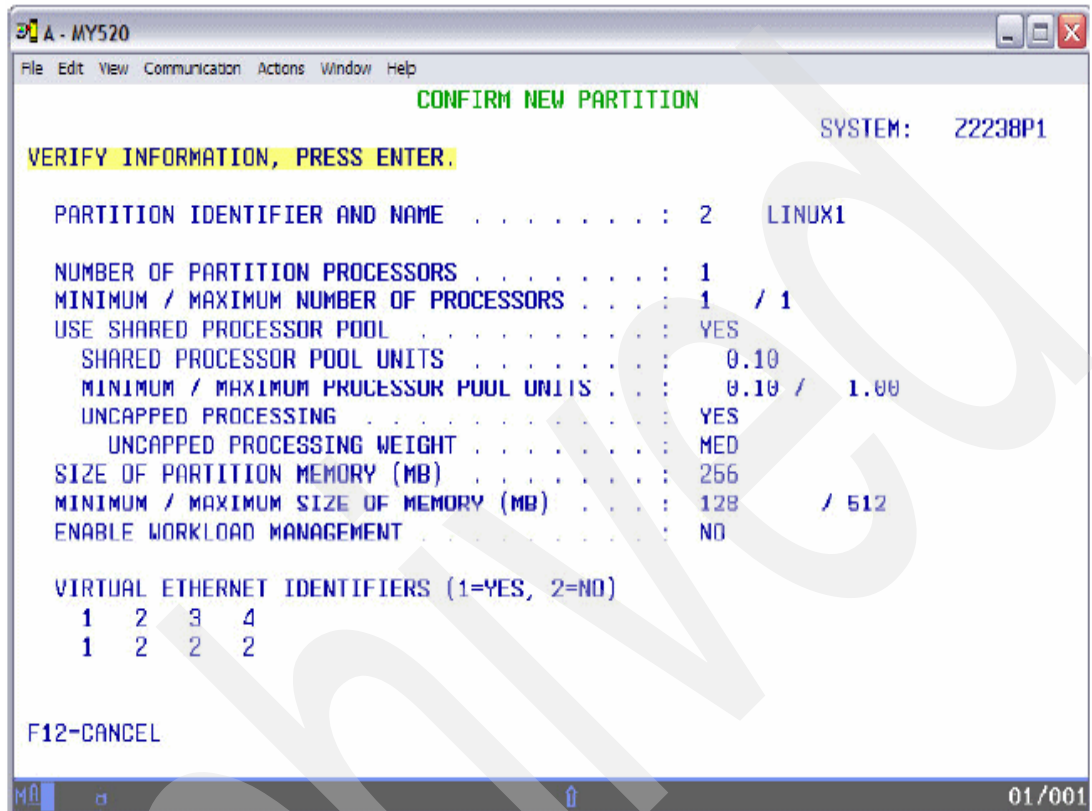 A - MY520
File Edit View Communication Actions Window Help
CONFIRM NEW PARTITION
SYSTEM: Z2238P1
VERIFY INFORMATION, PRESS ENTER.
PARTITION IDENTIFIER AND NAME . . . . . . . : 2 LINUX1
NUMBER OF PARTITION PROCESSORS . . . . . . . : 1
MINIMUM / MAXIMUM NUMBER OF PROCESSORS . . . : 1 / 1
USE SHARED PROCESSOR POOL . . . . . . . . . : YES
SHARED PROCESSOR POOL UNITS . . . . . . . : 0.10
MINIMUM / MAXIMUM PROCESSOR POOL UNITS . . : 0.10 / 1.00
UNCAPPED PROCESSING . . . . . . . . . . . : YES
UNCAPPED PROCESSING WEIGHT . . . . . . . : MED
SIZE OF PARTITION MEMORY (MB) . . . . . . . : 256
MINIMUM / MAXIMUM SIZE OF MEMORY (MB) . . . : 128 / 512
ENABLE WORKLOAD MANAGEMENT . . . . . . . . . : NO
VIRTUAL ETHERNET IDENTIFIERS (1=YES, 2=NO)
1 2 3 4
1 2 2 2
F12-CANCEL
MA 01/001